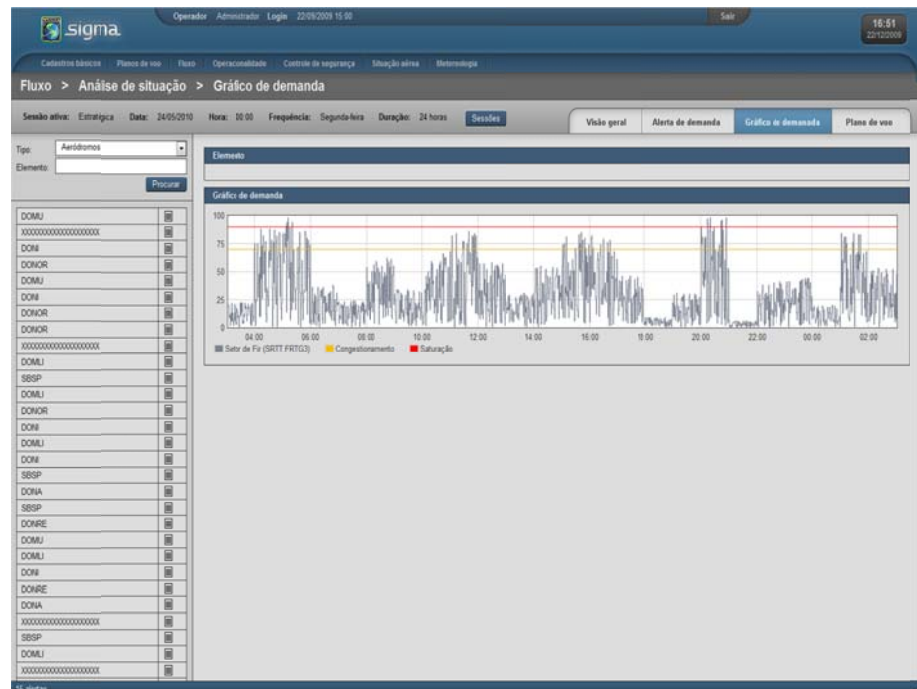 Operador Administrador Login 22/09/2009 15:00 Sair
sigma
16:51
22/12/2009
Cadastros básicos Planos de voo Fluxo Operacionalidade Controle de segurança Situação aérea Meteorologia
Fluxo > Análise de situação > Gráfico de demanda
Sessão ativa: Estratégica Data: 24/05/2010 Hora: 00:00 Frequência: Segunda-feira Duração: 24 horas Sessões
Visão geral Alerta de demanda Gráfico de demanada Plano de voo
Tipo: Aeródromos
Elemento:
Procurar
Elemento
Gráfico de demanda
100
75
50
25
0
04:00 06:00 08:00 10:00 12:00 14:00 16:00 18:00 20:00 22:00 00:00 02:00
Setor de Fir (SRTT FRTG3) Congestionamento Saturação
DOMU
XXXXXXXXXXXXXXXXXXXX
DONI
DONOR
DOMU
DONI
DONOR
DONOR
XXXXXXXXXXXXXXXXXXXX
DOMLI
SBSP
DOMLI
DONOR
DONI
DOMLI
DONI
SBSP
DONA
SBSP
DONRE
DOMU
DOMLI
DONI
DONRE
DONA
XXXXXXXXXXXXXXXXXXXX
SBSP
DOMLI
XXXXXXXXXXXXXXXXXXXX